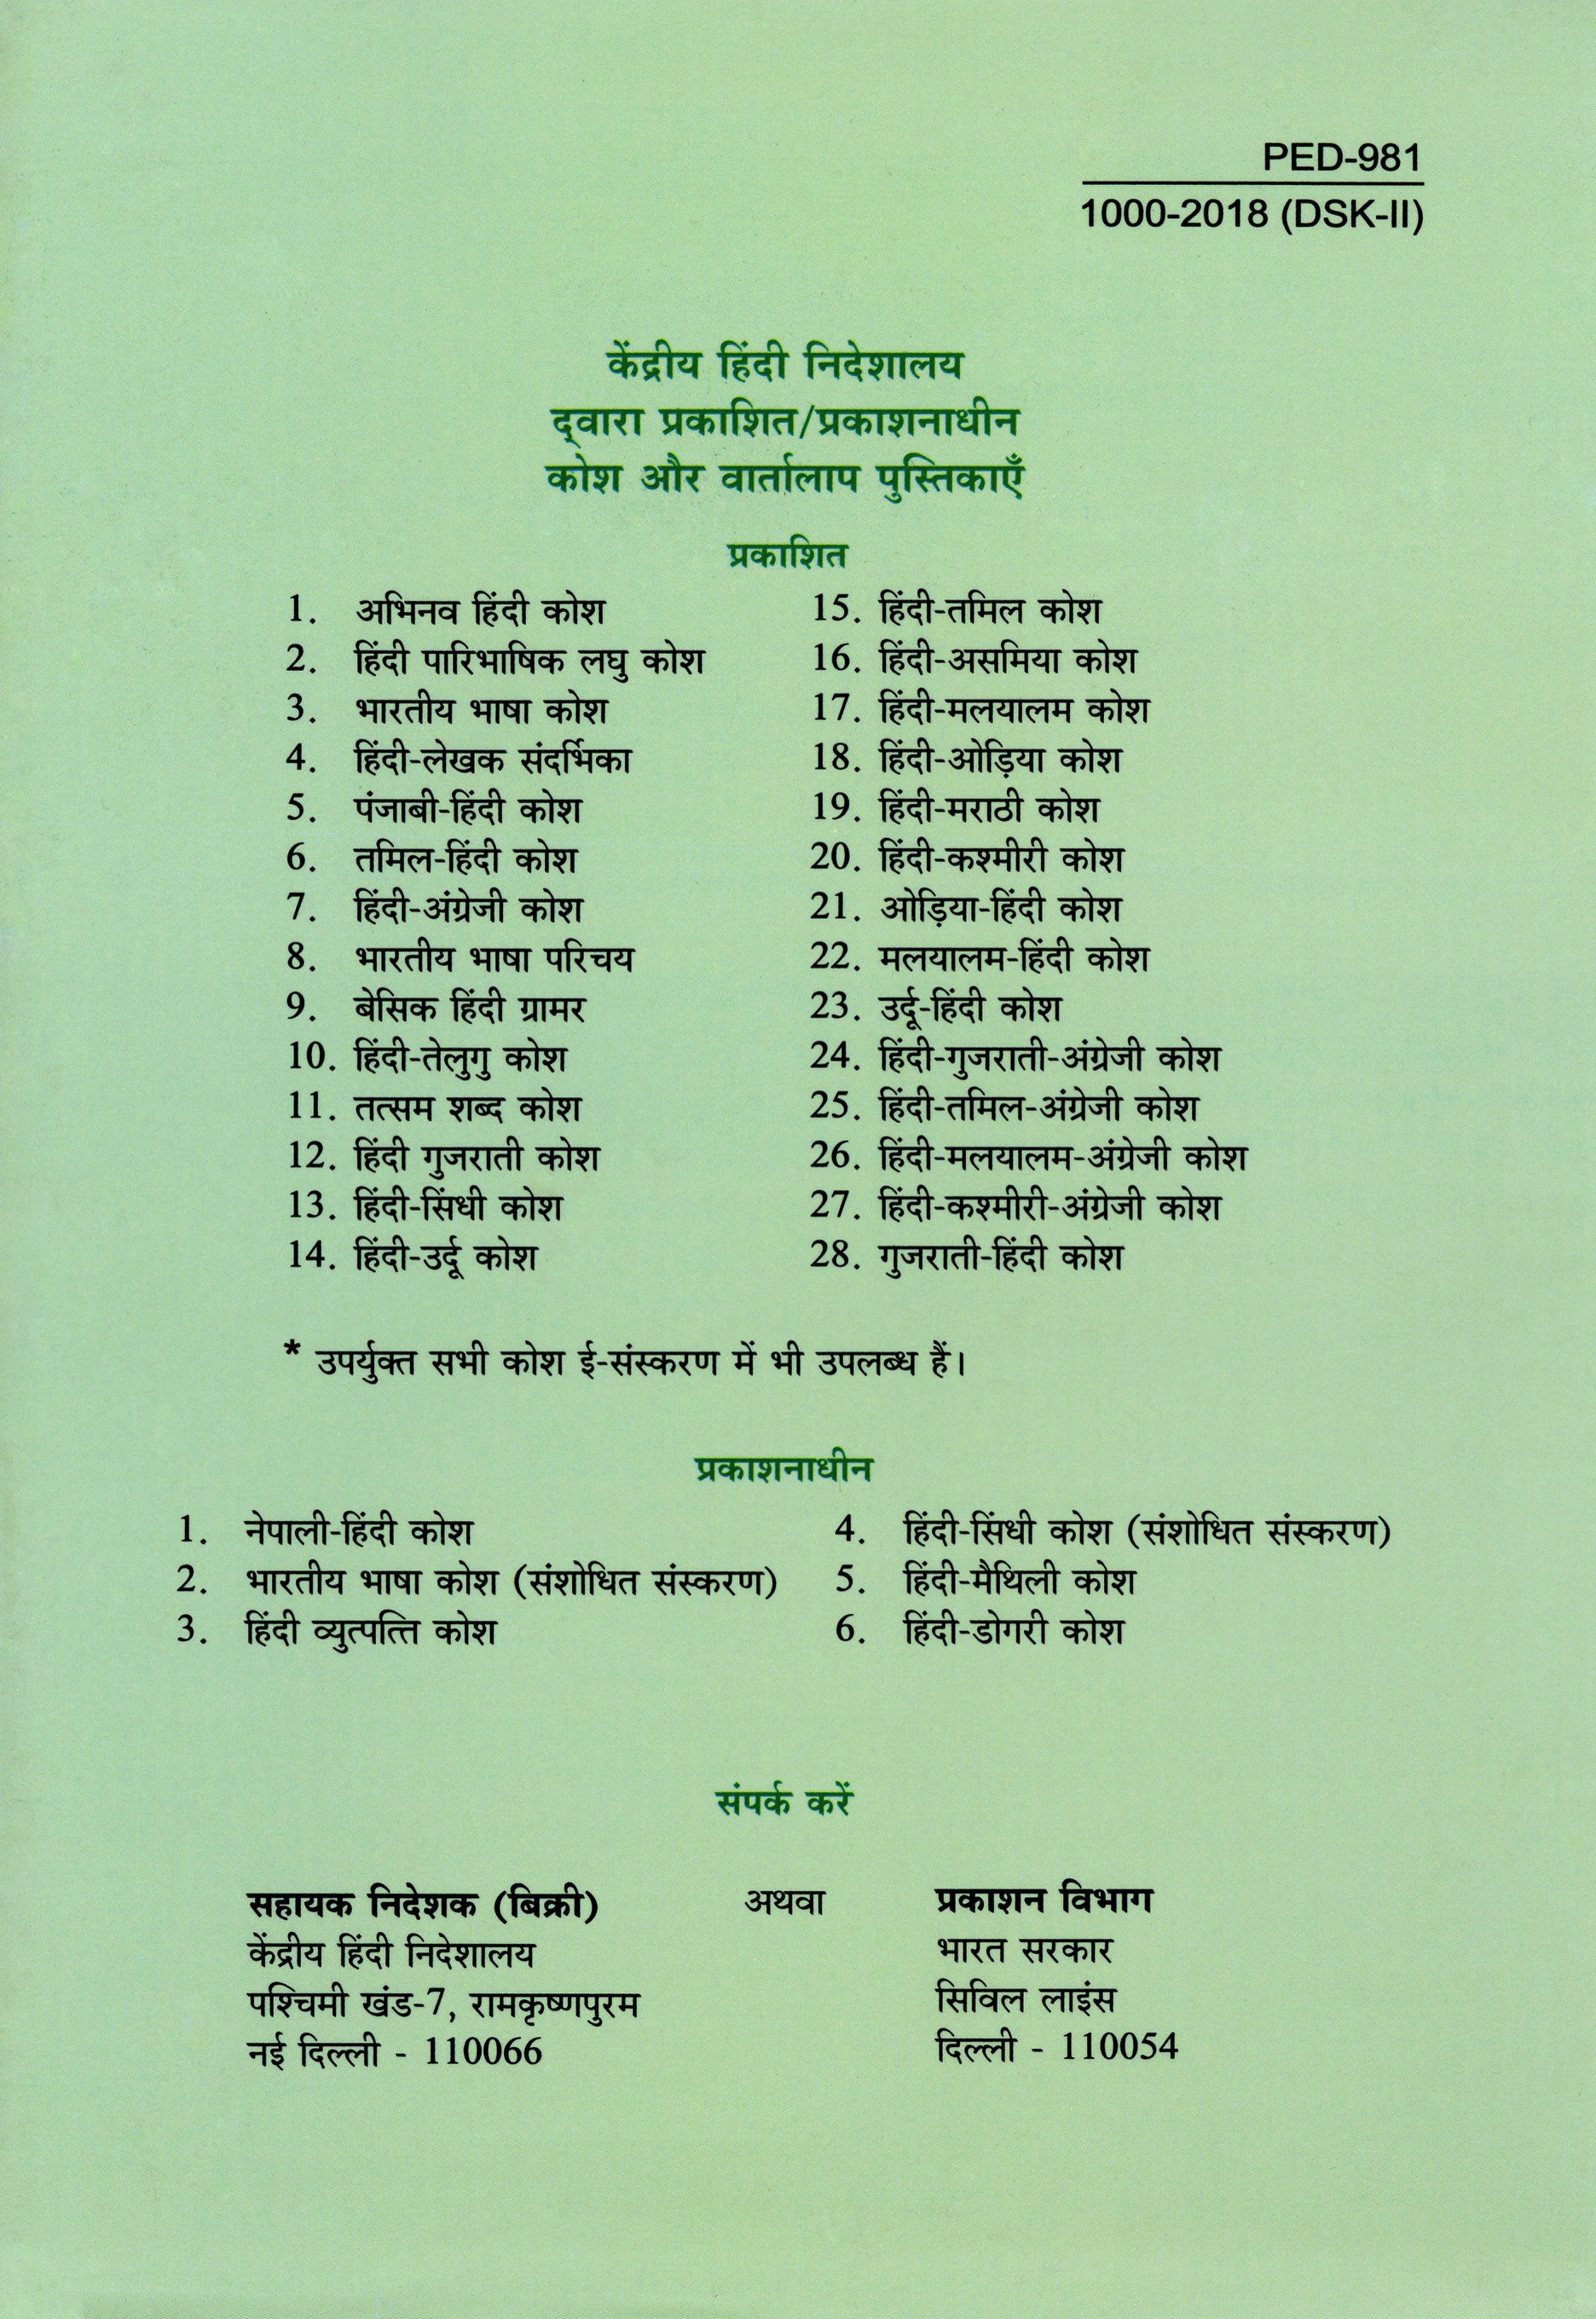 PED-981
1000-2018 (DSK-II)
केंद्रीय हिंदी निदेशालय
द्‌वारा प्रकाशित/प्रकाशनाधीन
कोश और वार्तालाप पुस्तिकाएँ
प्रकाशित
1. अभिनव हिंदी कोश
2. हिंदी पारिभाषिक लघु कोश
3. भारतीय भाषा कोश
4. हिंदी-लेखक संदर्भिका
5. पंजाबी-हिंदी कोश
6. तमिल-हिंदी कोश
7. हिंदी-अंग्रेजी कोश
8. भारतीय भाषा परिचय
9. बेसिक हिंदी ग्रामर
10. हिंदी-तेलुगु कोश
11. तत्सम शब्द कोश
12. हिंदी गुजराती कोश
13. हिंदी-सिंधी कोश
14. हिंदी-उर्दू कोश
15. हिंदी-तमिल कोश
16. हिंदी-असमिया कोश
17. हिंदी-मलयालम कोश
18. हिंदी-ओड़िया कोश
19. हिंदी-मराठी कोश
20. हिंदी-कश्मीरी कोश
21. ओड़िया-हिंदी कोश
22. मलयालम-हिंदी कोश
23. उर्दू-हिंदी कोश
24. हिंदी-गुजराती-अंग्रेजी कोश
25. हिंदी-तमिल-अंग्रेजी कोश
26. हिंदी-मलयालम-अंग्रेजी कोश
27. हिंदी-कश्मीरी-अंग्रेजी कोश
28. गुजराती-हिंदी कोश
* उपर्युक्त सभी कोश ई-संस्करण में भी उपलब्ध हैं।
प्रकाशनाधीन
1. नेपाली-हिंदी कोश
2. भारतीय भाषा कोश (संशोधित संस्करण)
3. हिंदी व्युत्पत्ति कोश
4. हिंदी-सिंधी कोश (संशोधित संस्करण)
5. हिंदी-मैथिली कोश
6. हिंदी-डोगरी कोश
संपर्क करें
सहायक निदेशक (बिक्री)
केंद्रीय हिंदी निदेशालय
पश्चिमी खंड-7, रामकृष्णपुरम
नई दिल्ली - 110066
अथवा
प्रकाशन विभाग
भारत सरकार
सिविल लाइंस
दिल्ली - 110054